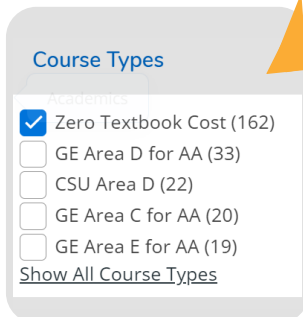 Course Types
Academics
Zero Textbook Cost (162)
GE Area D for AA (33)
CSU Area D (22)
GE Area C for AA (20)
GE Area E for AA (19)
Show All Course Types